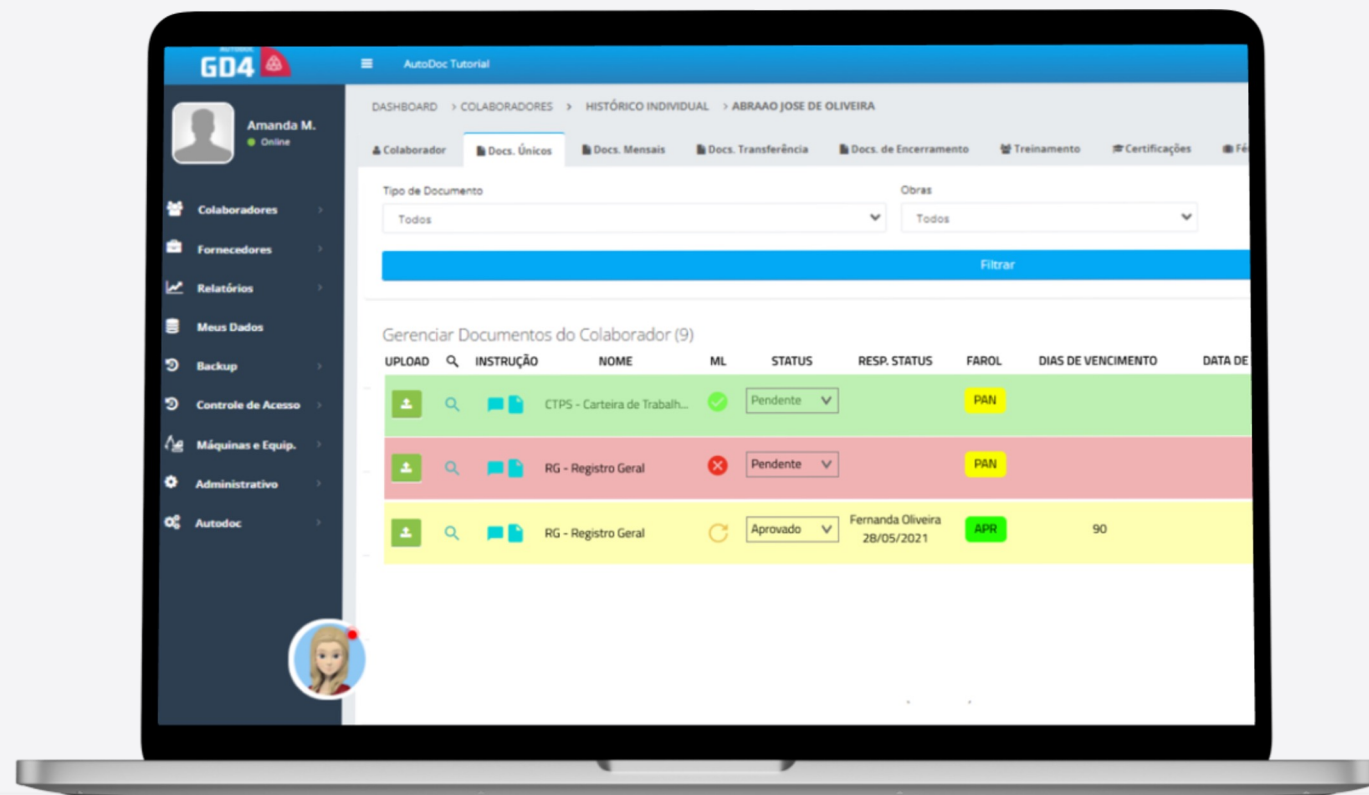 GD4
AutoDoc Tutorial
Amanda M.
Online
DASHBOARD > COLABORADORES > HISTÓRICO INDIVIDUAL > ABRAAO JOSE DE OLIVEIRA
Colaborador Docs. Únicos Docs. Mensais Docs. Transferência Docs. de Encerramento Treinamento Certificações
Colaboradores
Fornecedores
Relatórios
Meus Dados
Backup
Controle de Acesso
Máquinas e Equip.
Administrativo
Autodoc
Tipo de Documento Obras
Todos Todos
Filtrar
Gerenciar Documentos do Colaborador (9)
UPLOAD INSTRUÇÃO NOME ML STATUS RESP. STATUS FAROL DIAS DE VENCIMENTO DATA DE
CTPS - Carteira de Trabalh... Pendente PAN
RG - Registro Geral Pendente PAN
RG - Registro Geral Aprovado Fernanda Oliveira APR 90
28/05/2021